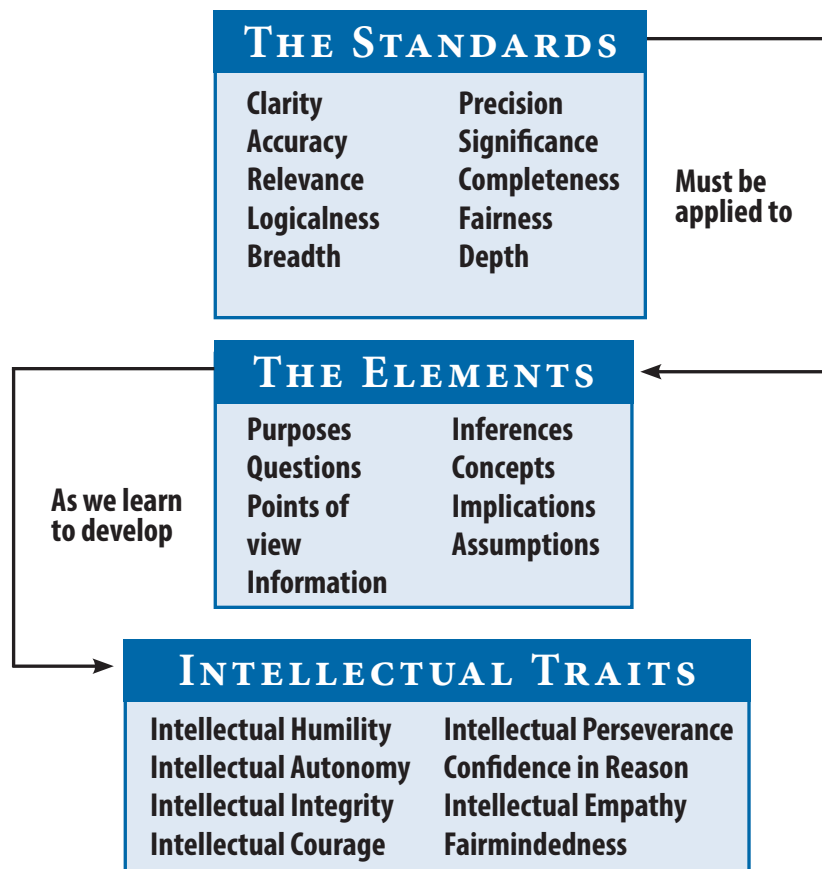 THE STANDARDS
Clarity
Accuracy
Relevance
Logicalness
Breadth
Precision
Significance
Completeness
Fairness
Depth
Must be
applied to
THE ELEMENTS
Purposes
Questions
Points of
view
Information
Inferences
Concepts
Implications
Assumptions
As we learn
to develop
INTELLECTUAL TRAITS
Intellectual Humility
Intellectual Autonomy
Intellectual Integrity
Intellectual Courage
Intellectual Perseverance
Confidence in Reason
Intellectual Empathy
Fairmindedness